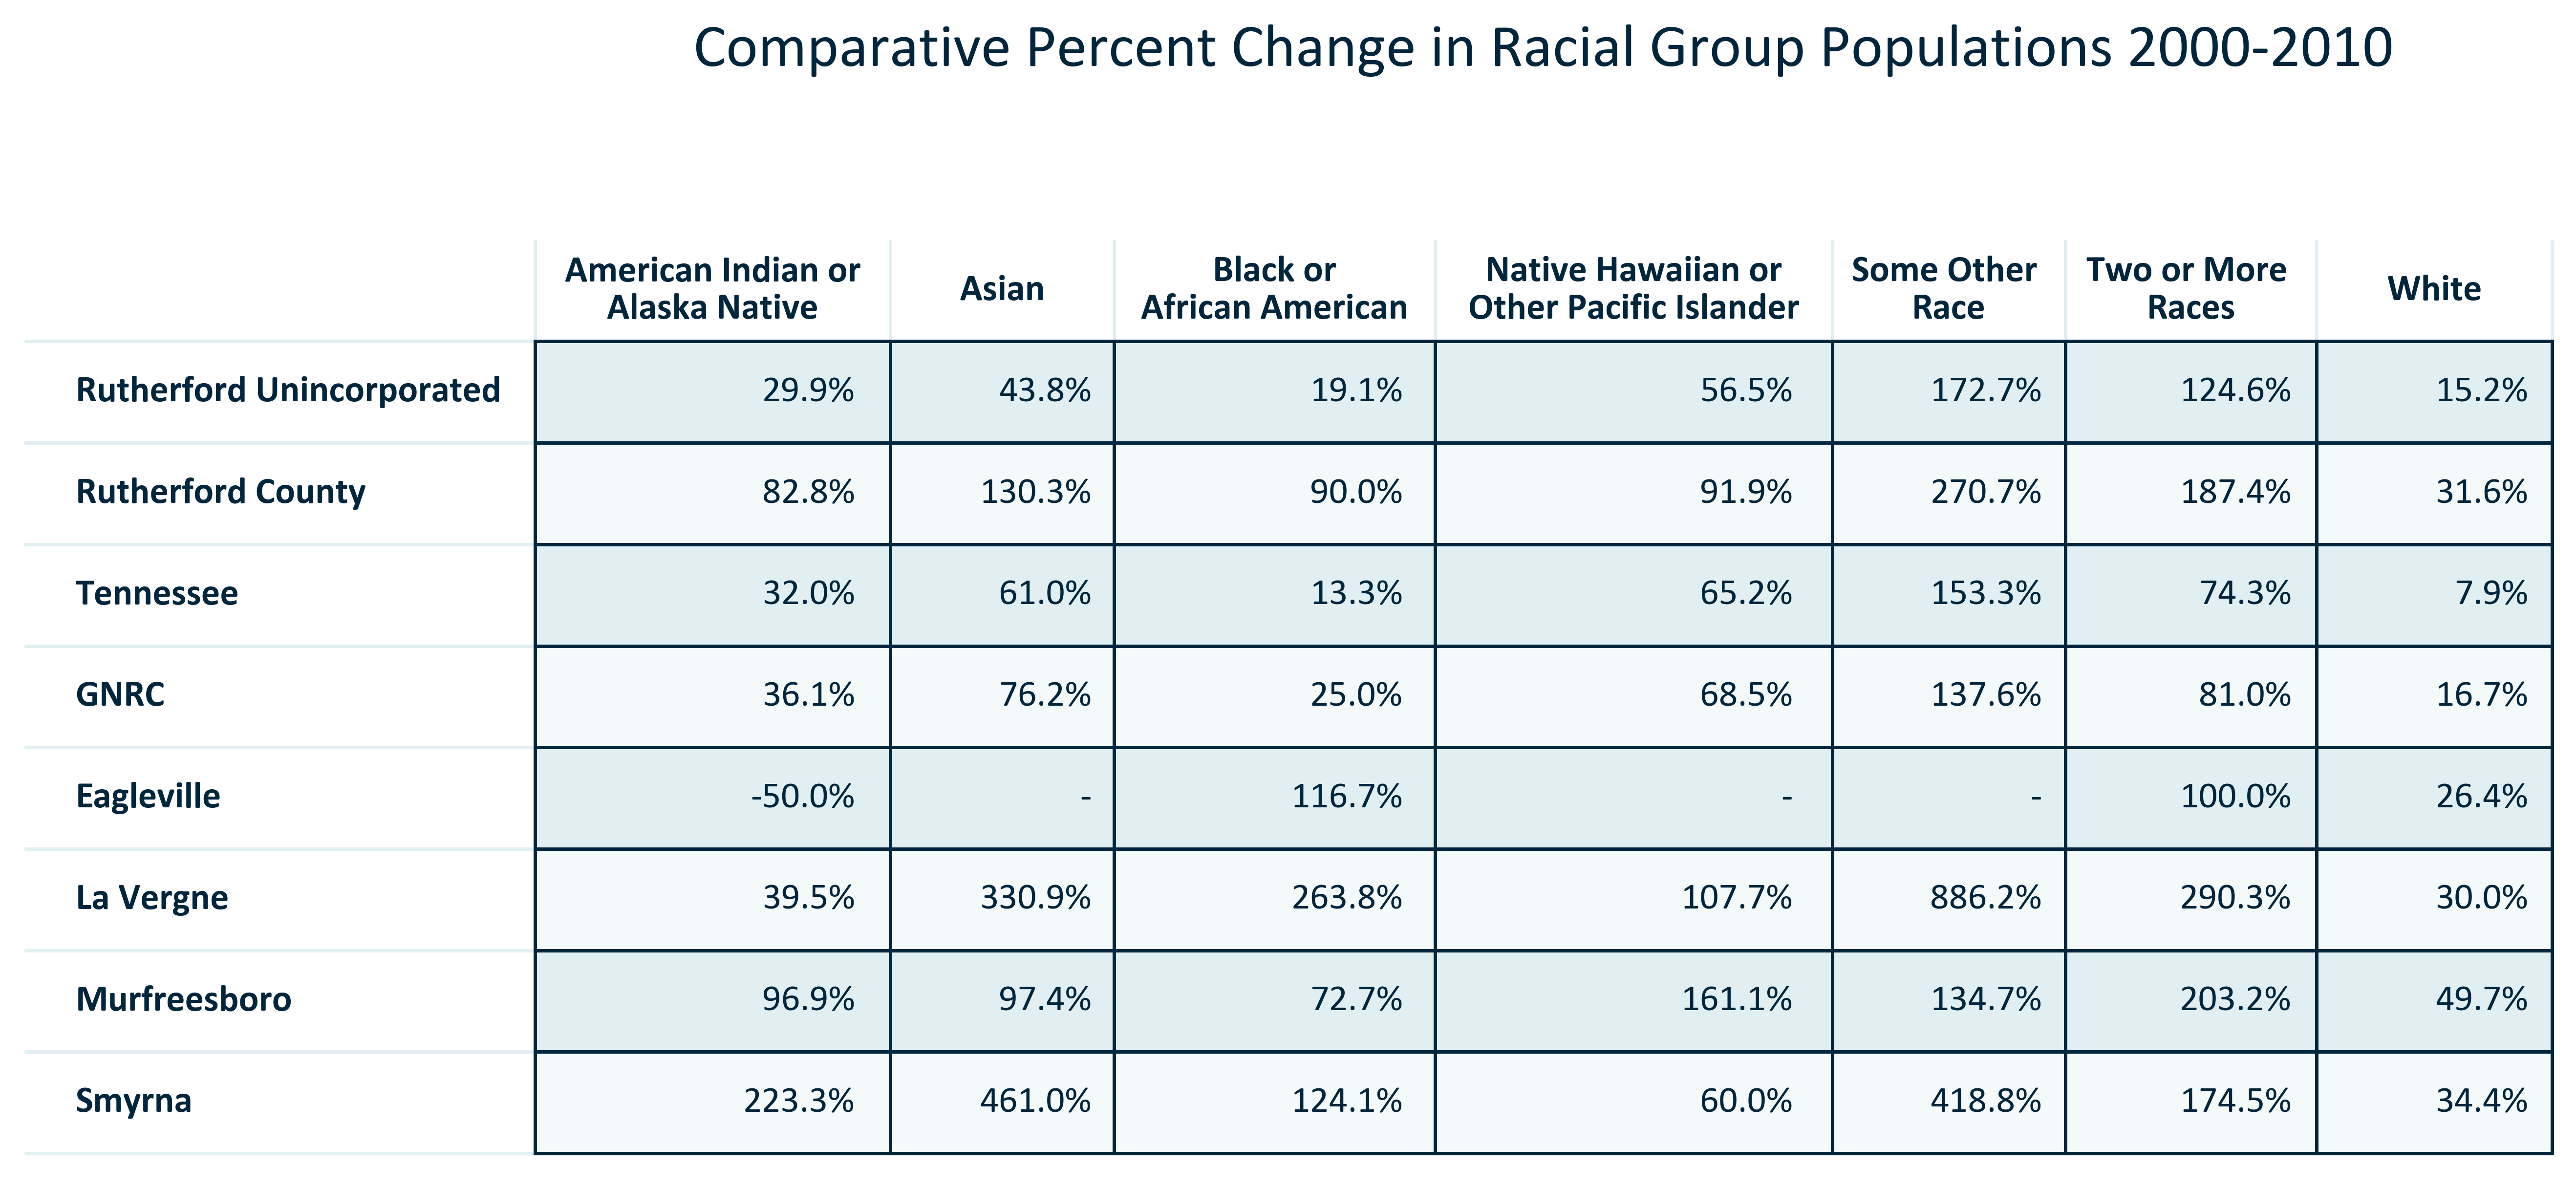 Comparative Percent Change in Racial Group Populations 2000-2010
American Indian or Alaska Native Asian Black or African American Native Hawaiian or Other Pacific Islander Some Other Race Two or More Races White
Rutherford Unincorporated 29.9% 43.8% 19.1% 56.5% 172.7% 124.6% 15.2%
Rutherford County 82.8% 130.3% 90.0% 91.9% 270.7% 187.4% 31.6%
Tennessee 32.0% 61.0% 13.3% 65.2% 153.3% 74.3% 7.9%
GNRC 36.1% 76.2% 25.0% 68.5% 137.6% 81.0% 16.7%
Eagleville -50.0% - 116.7% - - 100.0% 26.4%
La Vergne 39.5% 330.9% 263.8% 107.7% 886.2% 290.3% 30.0%
Murfreesboro 96.9% 97.4% 72.7% 161.1% 134.7% 203.2% 49.7%
Smyrna 223.3% 461.0% 124.1% 60.0% 418.8% 174.5% 34.4%